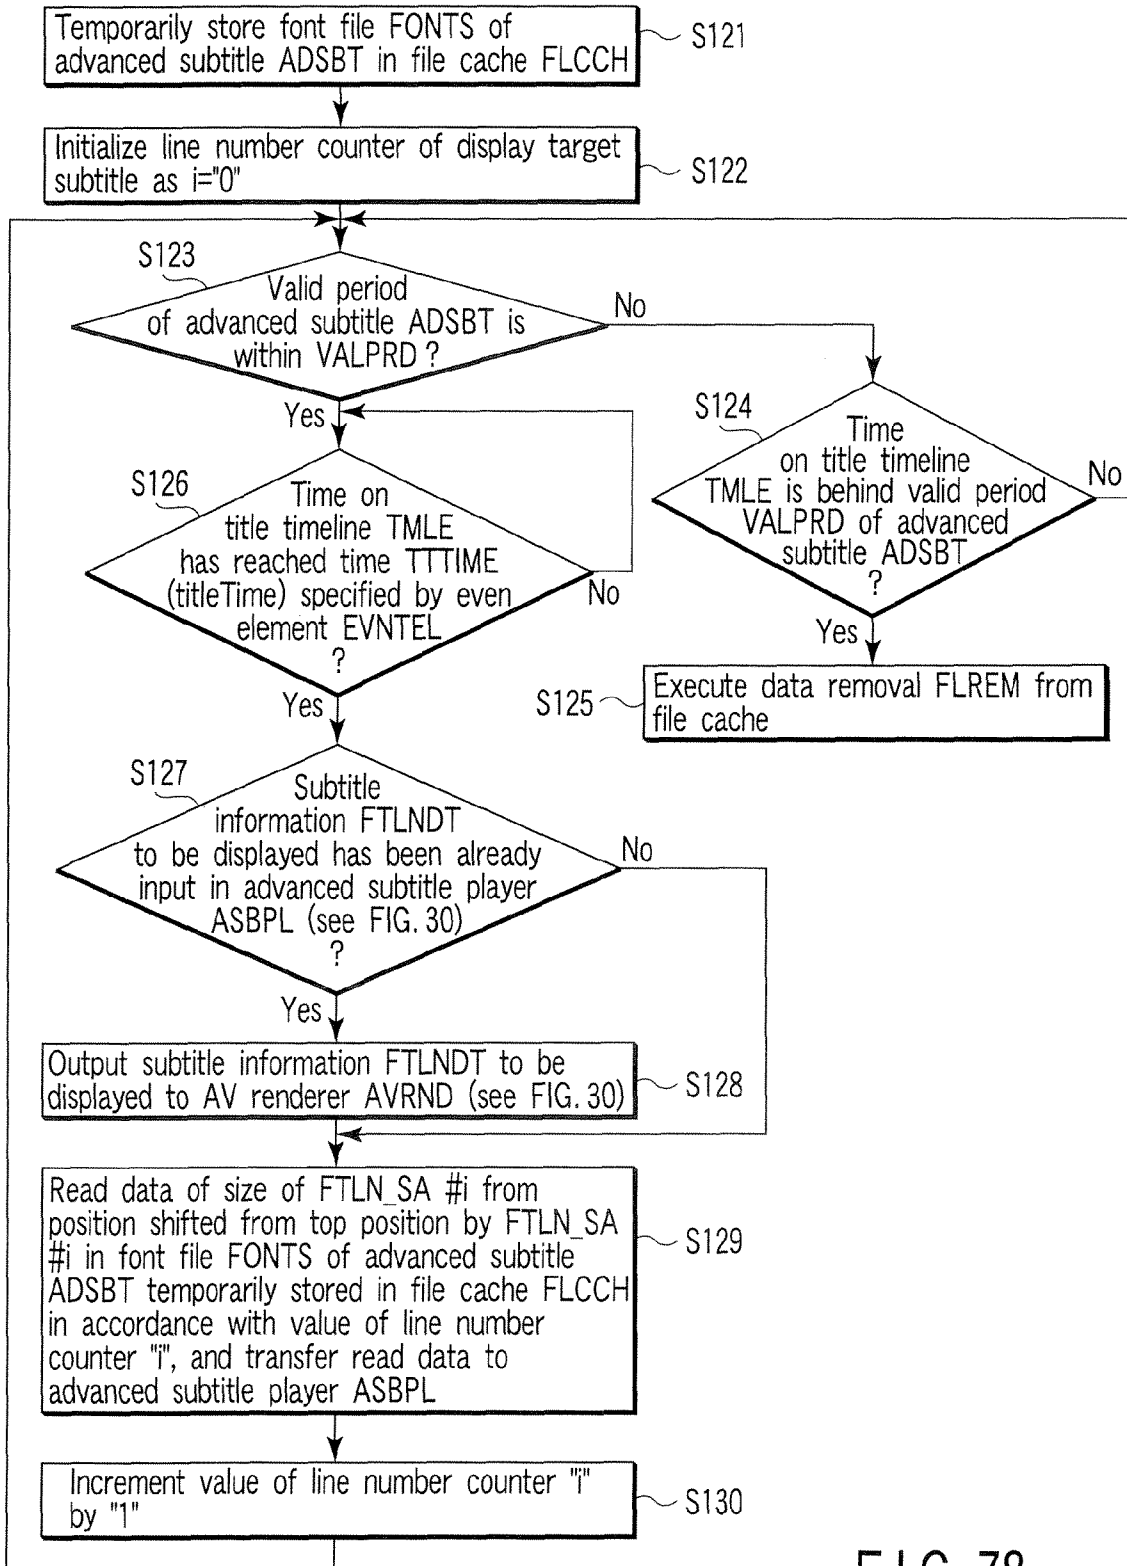 Temporarily store font file FONTS of
advanced subtitle ADSBT in file cache FLCCH
S121
Initialize line number counter of display target
subtitle as i="0"
S122
S123
Valid period
of advanced subtitle ADSBT is
within VALPRD ?
No
Yes
S124
Time
on title timeline
TMLE is behind valid period
VALPRD of advanced
subtitle ADSBT
?
No
Yes
S125
Execute data removal FLREM from
file cache
S126
Time on
title timeline TMLE
has reached time TTTIME
(titleTime) specified by even
element EVNTEL
?
No
Yes
S127
Subtitle
information FTLNDT
to be displayed has been already
input in advanced subtitle player
ASBPL (see FIG. 30)
?
No
Yes
Output subtitle information FTLNDT to be
displayed to AV renderer AVRND (see FIG. 30)
S128
Read data of size of FTLN_SA #i from
position shifted from top position by FTLN_SA
#i in font file FONTS of advanced subtitle
ADSBT temporarily stored in file cache FLCCH
in accordance with value of line number
counter "i", and transfer read data to
advanced subtitle player ASBPL
S129
Increment value of line number counter "i"
by "1"
S130
FIG. 78